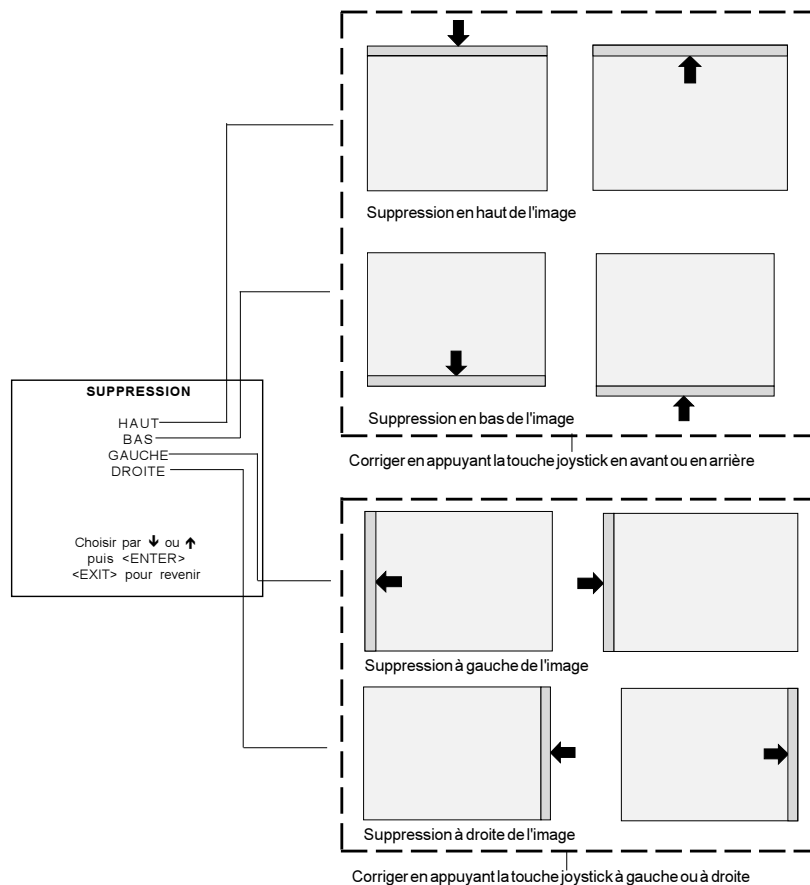 Suppression en haut de l'image
Suppression en bas de l'image
Corriger en appuyant la touche joystick en avant ou en arrière
SUPPRESSION
HAUT
BAS
GAUCHE
DROITE
Choisir par ↓ ou ↑
puis <ENTER>
<EXIT> pour revenir
Suppression à gauche de l'image
Suppression à droite de l'image
Corriger en appuyant la touche joystick à gauche ou à droite